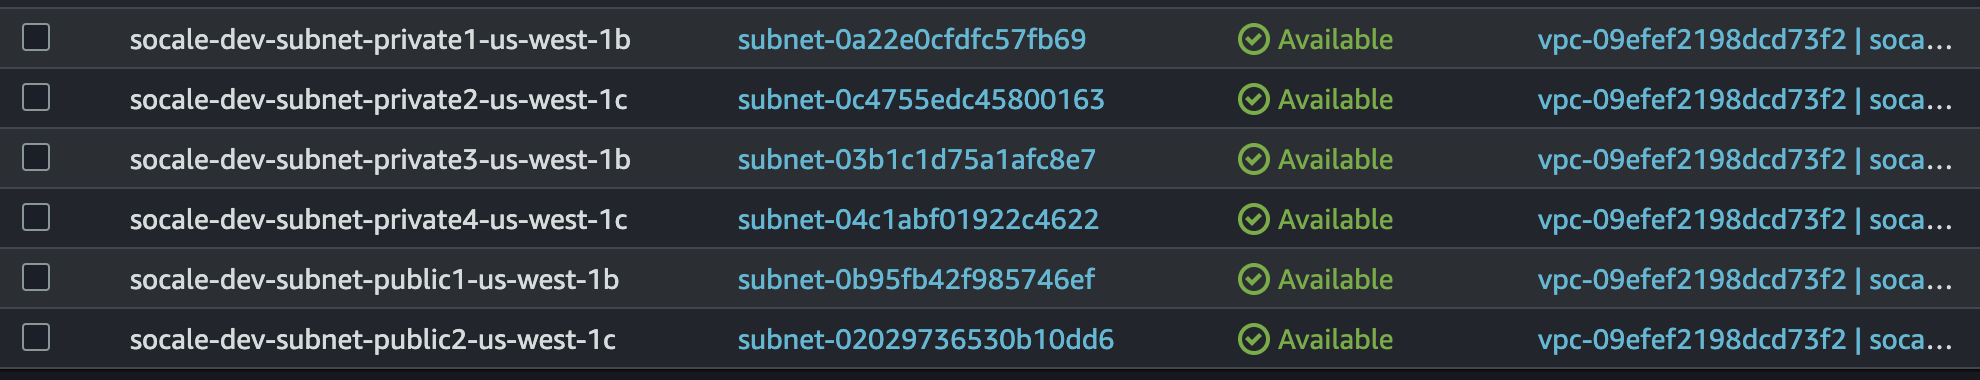 socale-dev-subnet-private1-us-west-1b subnet-0a22e0cfdfc57fb69 Available vpc-09efef2198dcd73f2 | soca...
socale-dev-subnet-private2-us-west-1c subnet-0c4755edc45800163 Available vpc-09efef2198dcd73f2 | soca...
socale-dev-subnet-private3-us-west-1b subnet-03b1c1d75a1afc8e7 Available vpc-09efef2198dcd73f2 | soca...
socale-dev-subnet-private4-us-west-1c subnet-04c1abf01922c4622 Available vpc-09efef2198dcd73f2 | soca...
socale-dev-subnet-public1-us-west-1b subnet-0b95fb42f985746ef Available vpc-09efef2198dcd73f2 | soca...
socale-dev-subnet-public2-us-west-1c subnet-02029736530b10dd6 Available vpc-09efef2198dcd73f2 | soca...